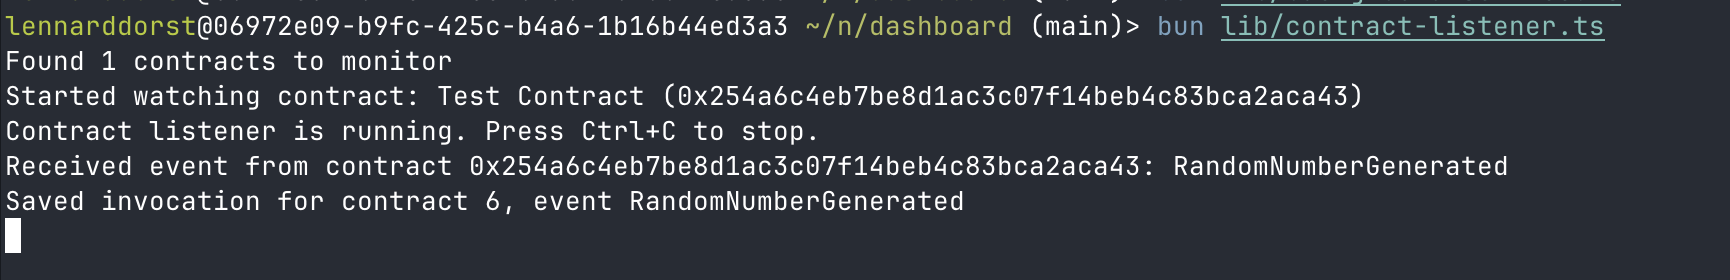 lennarddorst@06972e09-b9fc-425c-b4a6-1b16b44ed3a3 ~/n/dashboard (main)> bun lib/contract-listener.ts
Found 1 contracts to monitor
Started watching contract: Test Contract (0x254a6c4eb7be8d1ac3c07f14beb4c83bca2aca43)
Contract listener is running. Press Ctrl+C to stop.
Received event from contract 0x254a6c4eb7be8d1ac3c07f14beb4c83bca2aca43: RandomNumberGenerated
Saved invocation for contract 6, event RandomNumberGenerated